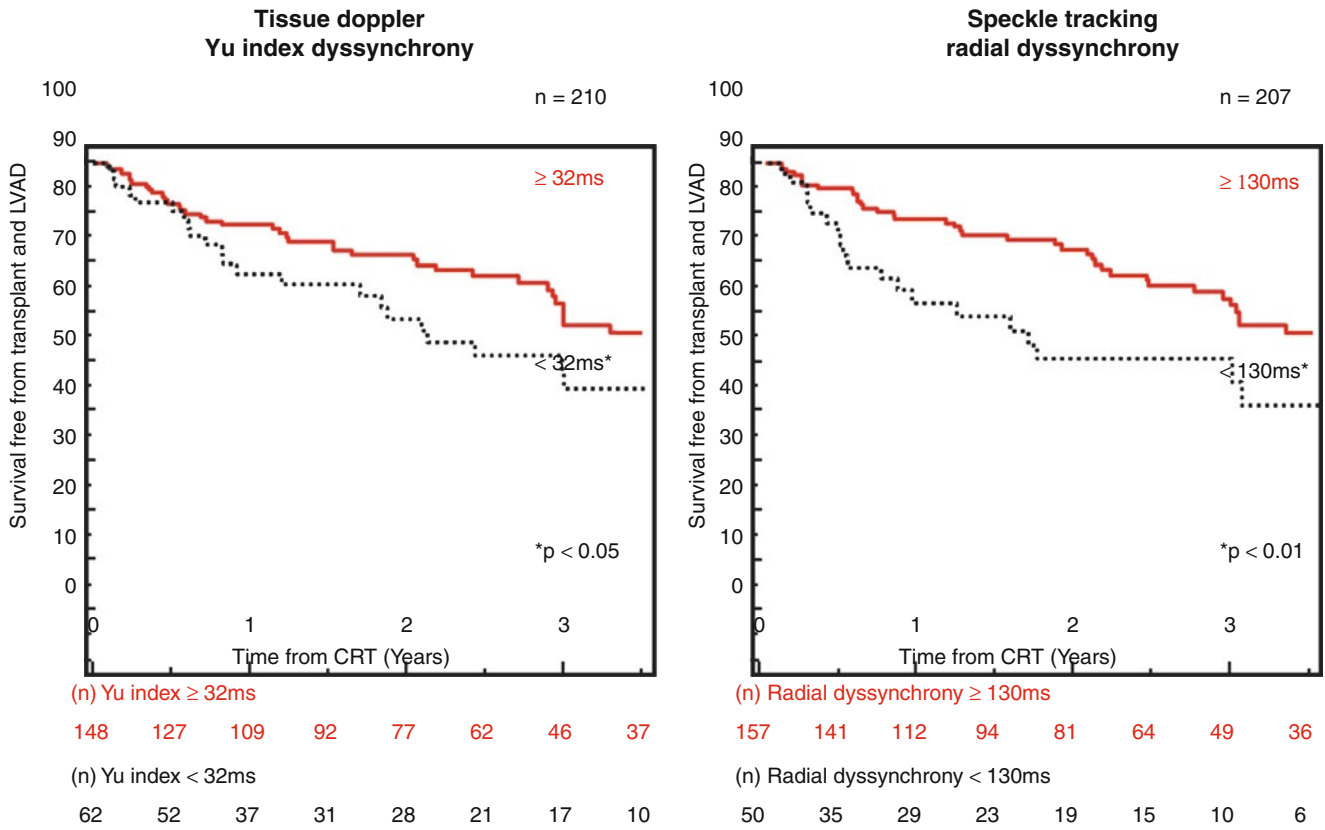 Tissue doppler
Yu index dyssynchrony
n = 210
Survival free from transplant and LVAD
100
90
80
70
60
50
40
30
20
10
0
≥ 32ms
< 32ms*
*p < 0.05
0 1 2 3
Time from CRT (Years)
(n) Yu index ≥ 32ms
148 127 109 92 77 62 46 37
(n) Yu index < 32ms
62 52 37 31 28 21 17 10
Speckle tracking
radial dyssynchrony
n = 207
Survival free from transplant and LVAD
100
90
80
70
60
50
40
30
20
10
0
≥ 130ms
< 130ms*
*p < 0.01
0 1 2 3
Time from CRT (Years)
(n) Radial dyssynchrony ≥ 130ms
157 141 112 94 81 64 49 36
(n) Radial dyssynchrony < 130ms
50 35 29 23 19 15 10 6